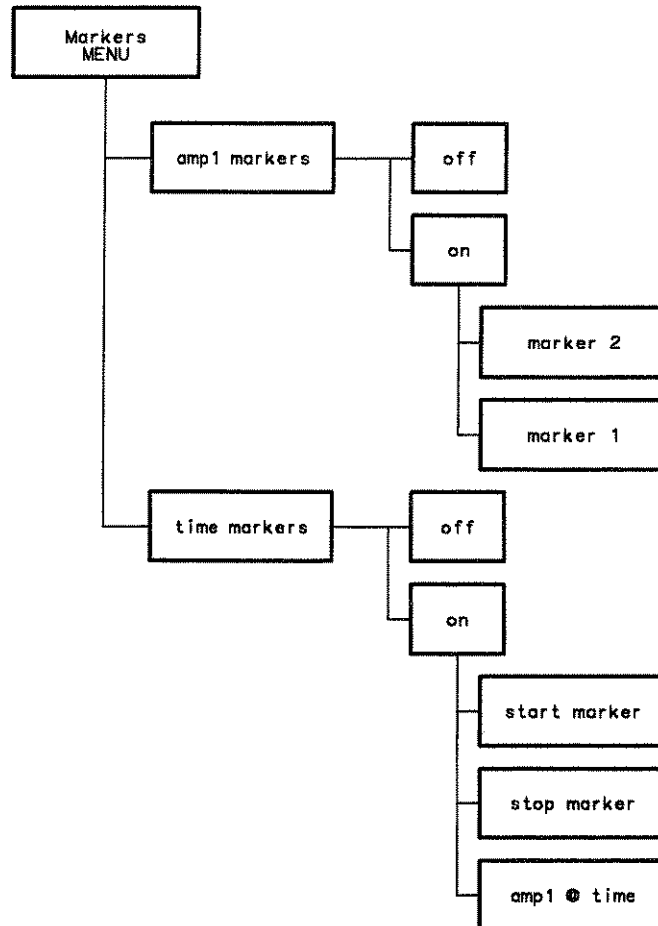 Markers
MENU
amp1 markers
off
on
marker 2
marker 1
time markers
off
on
start marker
stop marker
amp1 @ time